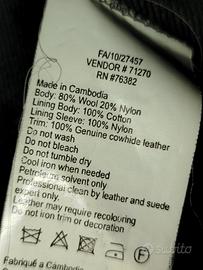 FA/10/27457
VENDOR # 71270
RN #76382
Made in Cambodia
Body: 80% Wool 20% Nylon
Lining Body: 100% Cotton
Lining Sleeve: 100% Nylon
Trim: 100% Genuine cowhide leather
Do not wash
Do not bleach
Do not tumble dry
Cool iron when needed
Petroleum solvent only
Professional clean by leather and suede
expert only.
Leather may require recolouring
Do not iron trim or decoration
Fabriqué a Cambodia
subito